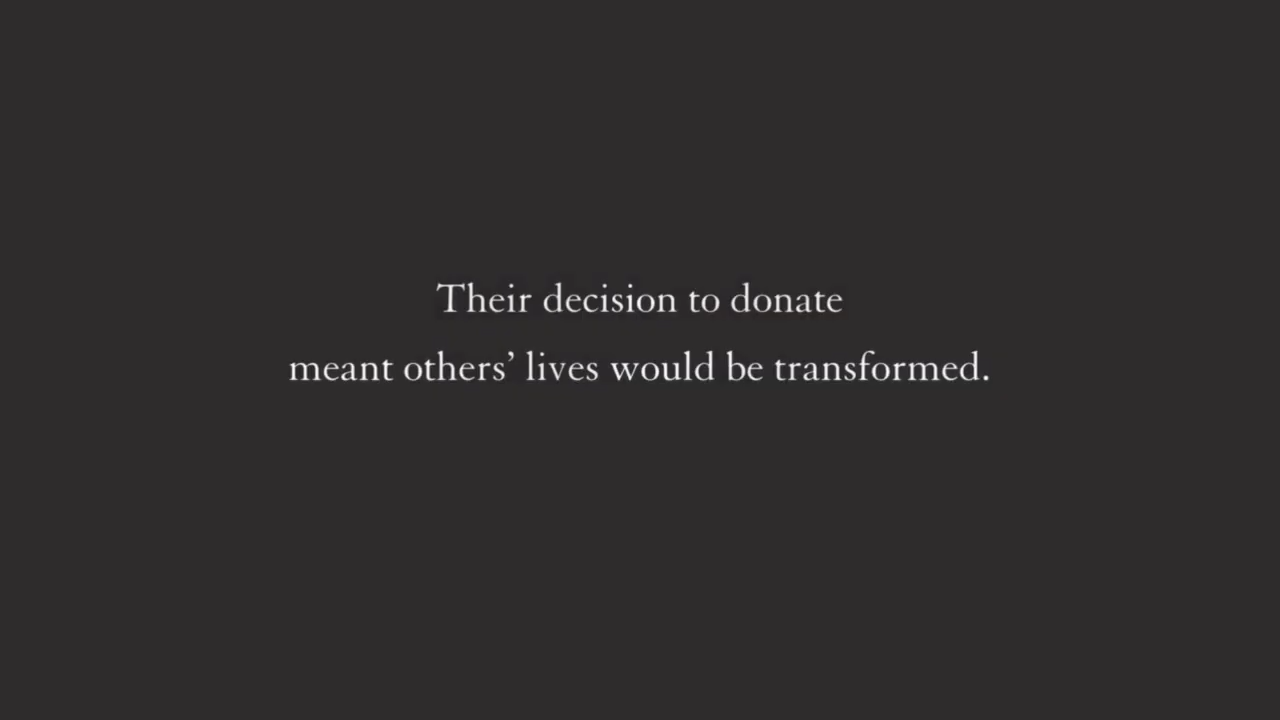 Their decision to donate
meant others’ lives would be transformed.